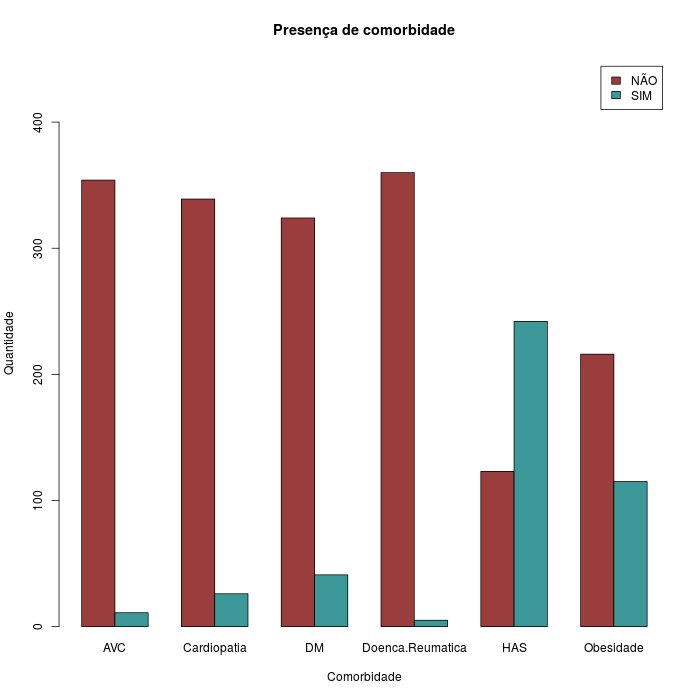 Presença de comorbidade
NÃO
SIM
Quantidade
400
300
200
100
0
AVC Cardiopatia DM Doenca.Reumatica HAS Obesidade
Comorbidade